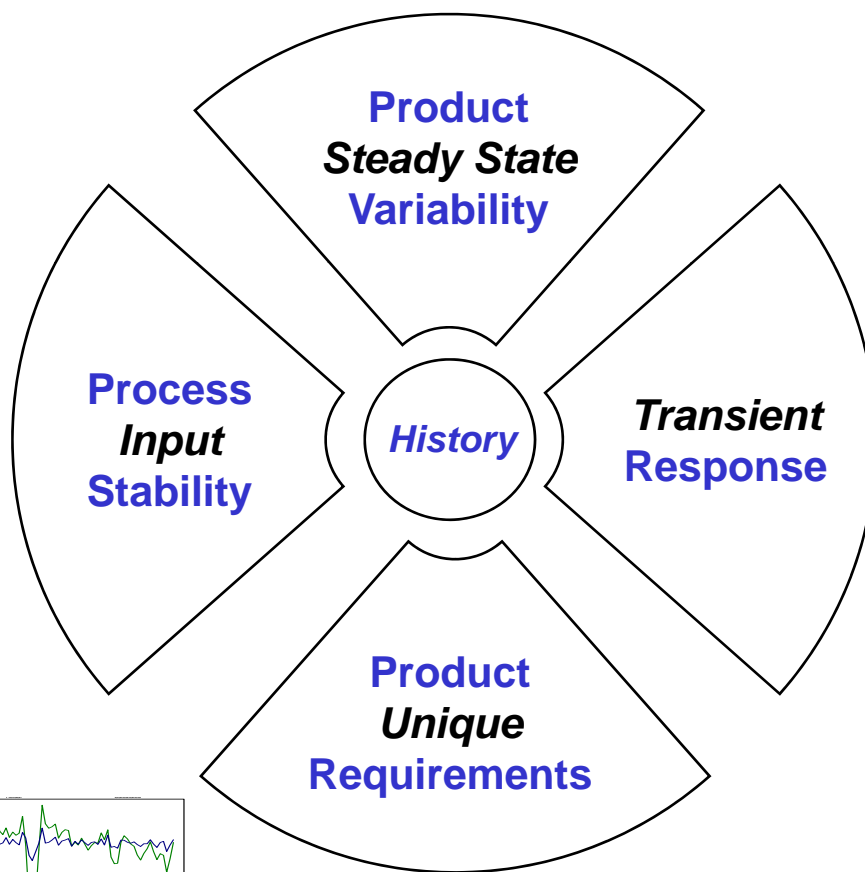 Product
Steady State
Variability
Process
Input
Stability
History
Transient
Response
Product
Unique
Requirements